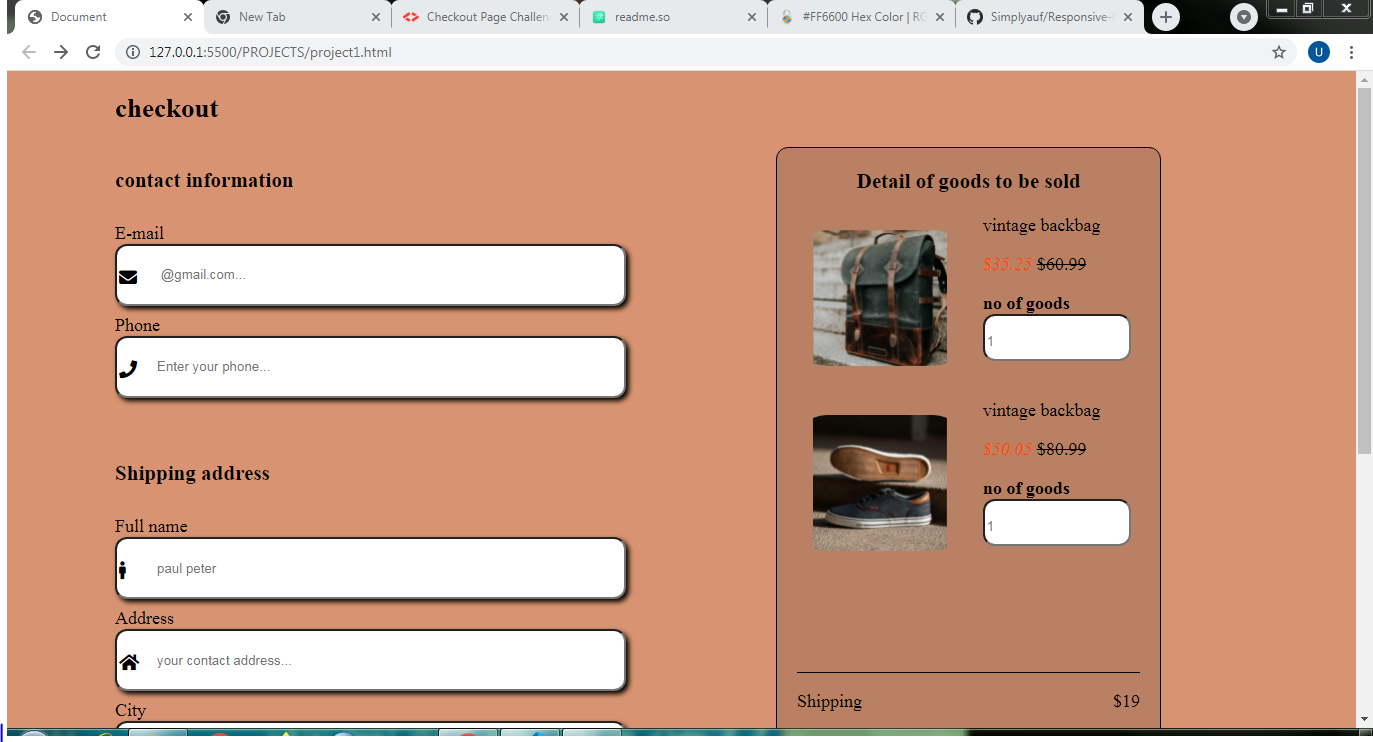 Document
New Tab
Checkout Page Challen
readme.so
#FF6600 Hex Color | RG
Simplyauf/Responsive-
127.0.0.1:5500/PROJECTS/project1.html
U
checkout
contact information
E-mail
@gmail.com...
Phone
Enter your phone...
Shipping address
Full name
paul peter
Address
your contact address...
City
Detail of goods to be sold
vintage backbag
$35.25 $60.99
no of goods
1
vintage backbag
$50.05 $80.99
no of goods
1
Shipping $19